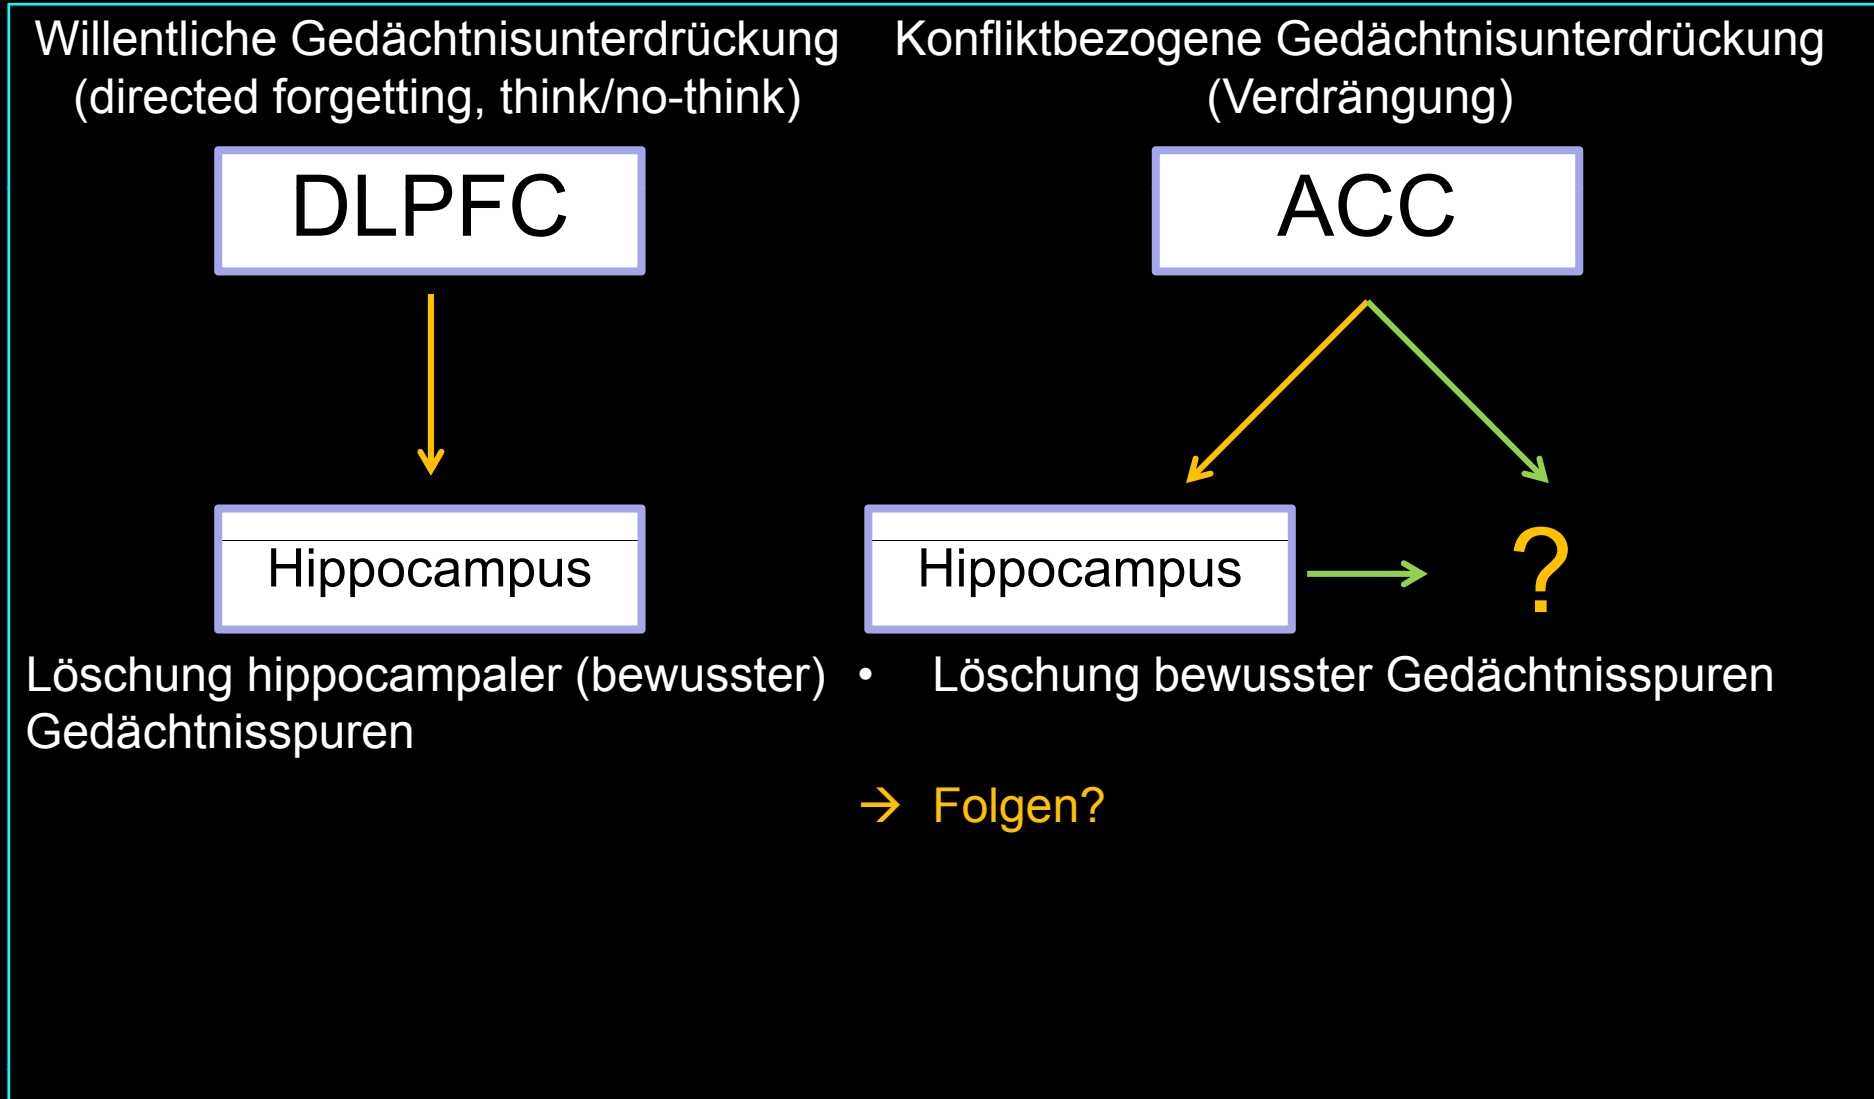 Willentliche Gedächtnisunterdrückung
(directed forgetting, think/no-think)
DLPFC
Hippocampus
Löschung hippocampaler (bewusster)
Gedächtnisspuren
Konfliktbezogene Gedächtnisunterdrückung
(Verdrängung)
ACC
Hippocampus
?
• Löschung bewusster Gedächtnisspuren
→ Folgen?